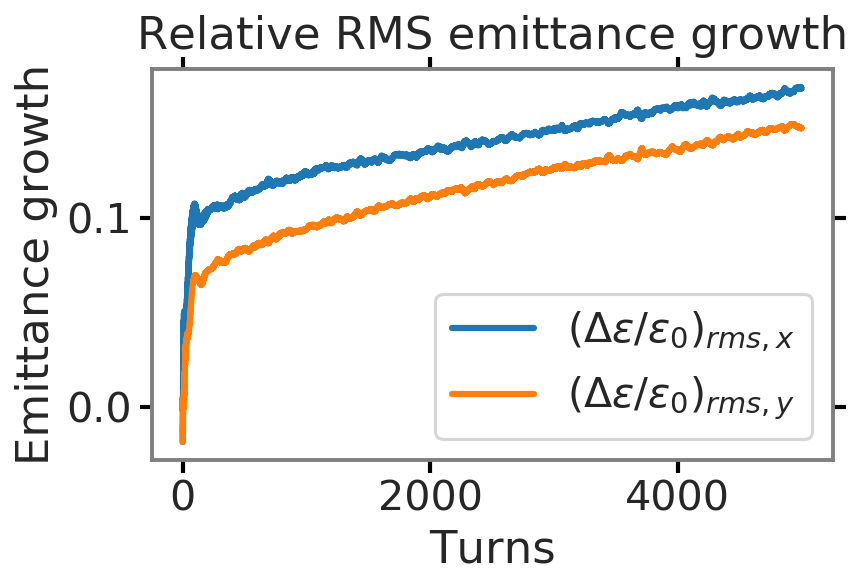 Relative RMS emittance growth
Emittance growth
0.1
0.0
(Δε/ε₀)rms, x
(Δε/ε₀)rms, y
0 2000 4000
Turns